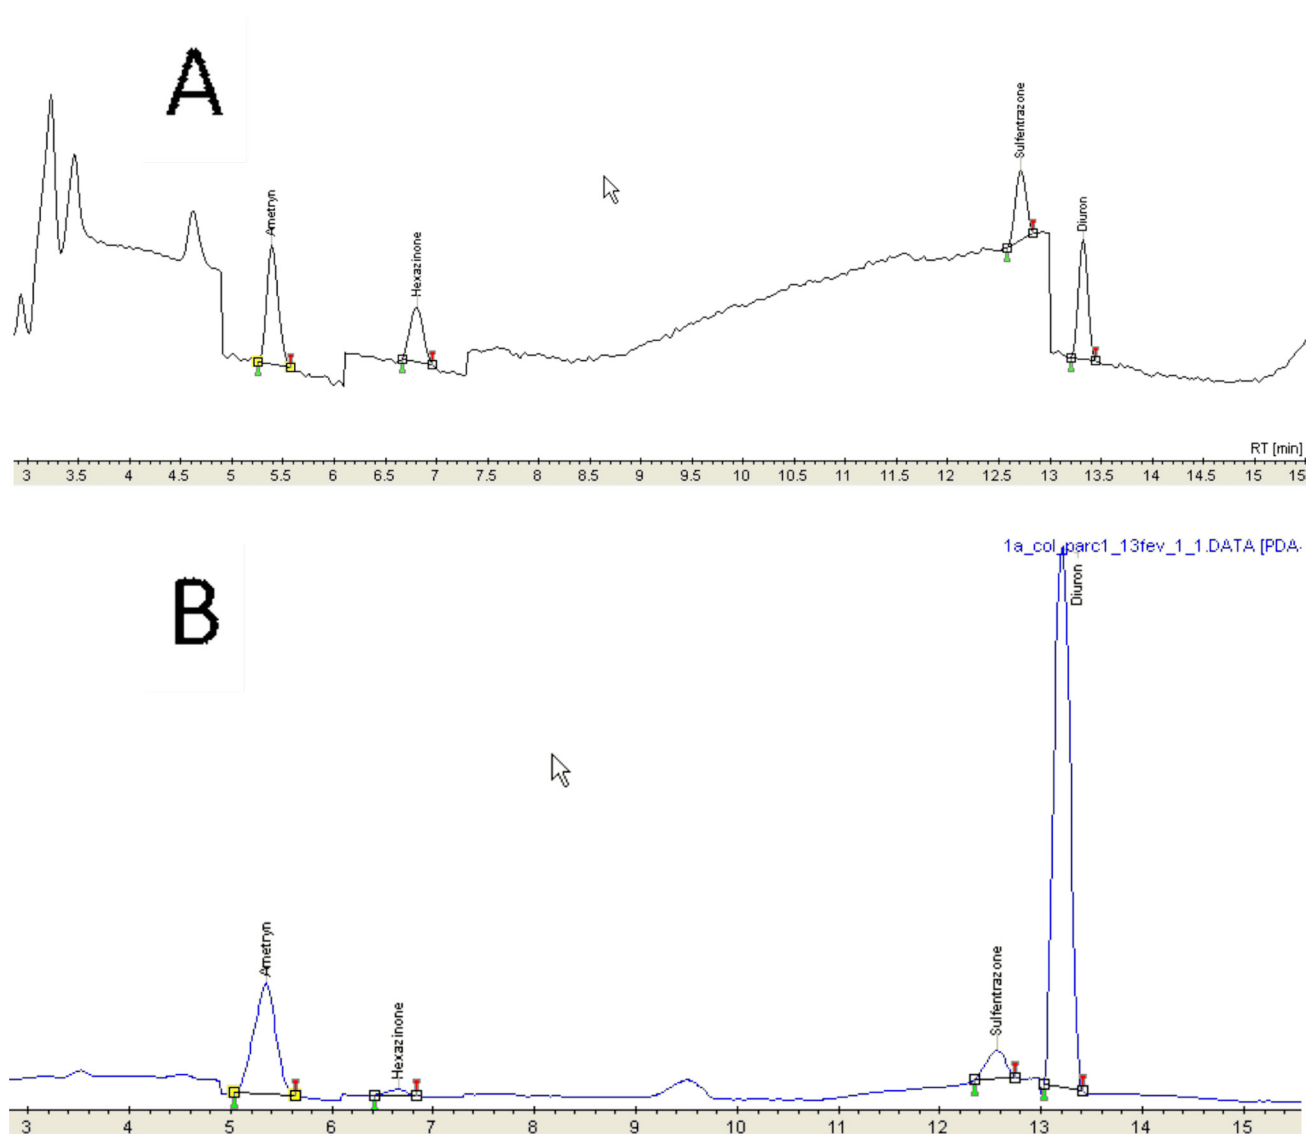 A
Ametryn
Hexazinone
Sulfentrazone
Diuron
RT [min]
3 3.5 4 4.5 5 5.5 6 6.5 7 7.5 8 8.5 9 9.5 10 10.5 11 11.5 12 12.5 13 13.5 14 14.5 15 15
1a_col_parc1_13fev_1_1.DATA [PDA-
B
Ametryn
Hexazinone
Sulfentrazone
Diuron
3 4 5 6 7 8 9 10 11 12 13 14 15